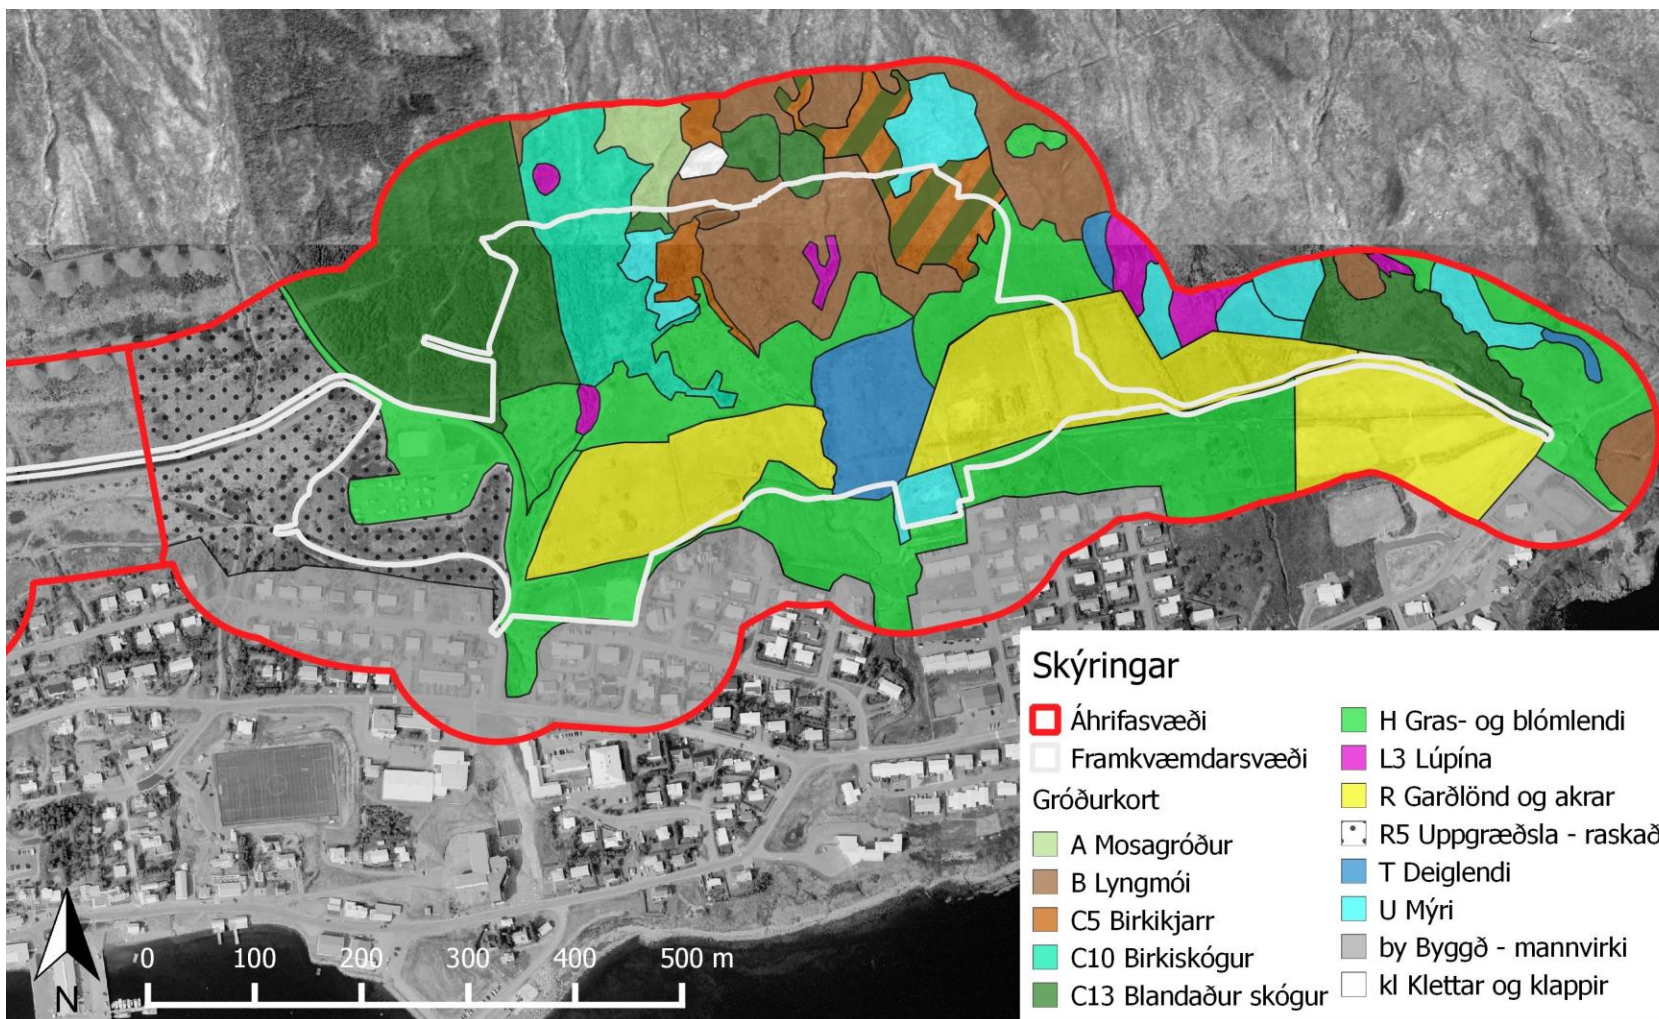 Skýringar
Áhrifasvæði
Framkvæmdarsvæði
Gróðurkort
A Mosagróður
B Lyngmói
C5 Birkikjarr
C10 Birkiskógur
C13 Blandaður skógur
H Gras- og blómlendi
L3 Lúpína
R Garðlönd og akrar
R5 Uppgræðsla - raskað
T Deiglendi
U Mýri
by Byggð - mannvirki
kl Klettar og klappir
0 100 200 300 400 500 m
N